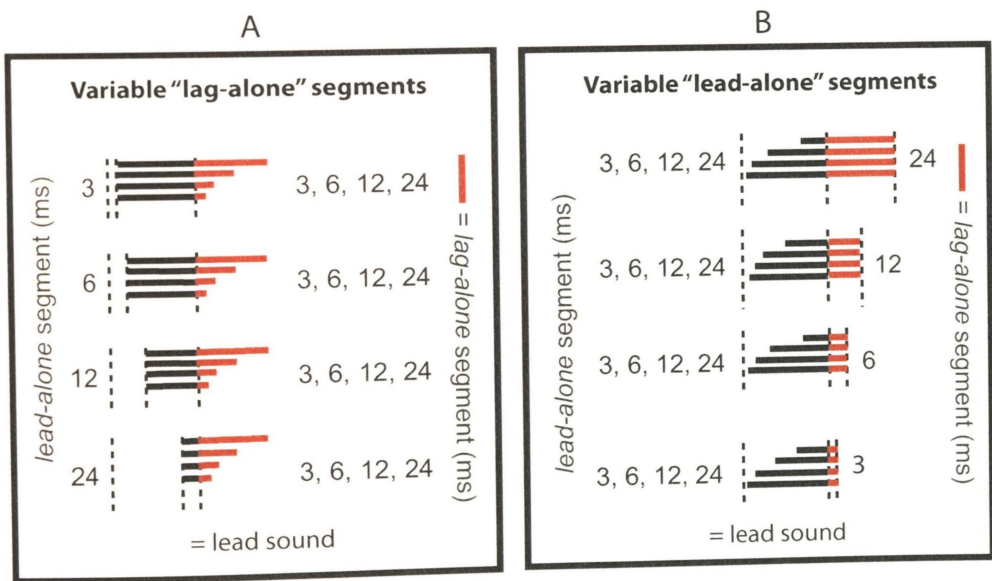 A
Variable "lag-alone" segments
lead-alone segment (ms)
3
3, 6, 12, 24
6
3, 6, 12, 24
12
3, 6, 12, 24
24
3, 6, 12, 24
= lag-alone segment (ms)
= lead sound
B
Variable "lead-alone" segments
lead-alone segment (ms)
3, 6, 12, 24
24
3, 6, 12, 24
12
3, 6, 12, 24
6
3, 6, 12, 24
3
= lag-alone segment (ms)
= lead sound